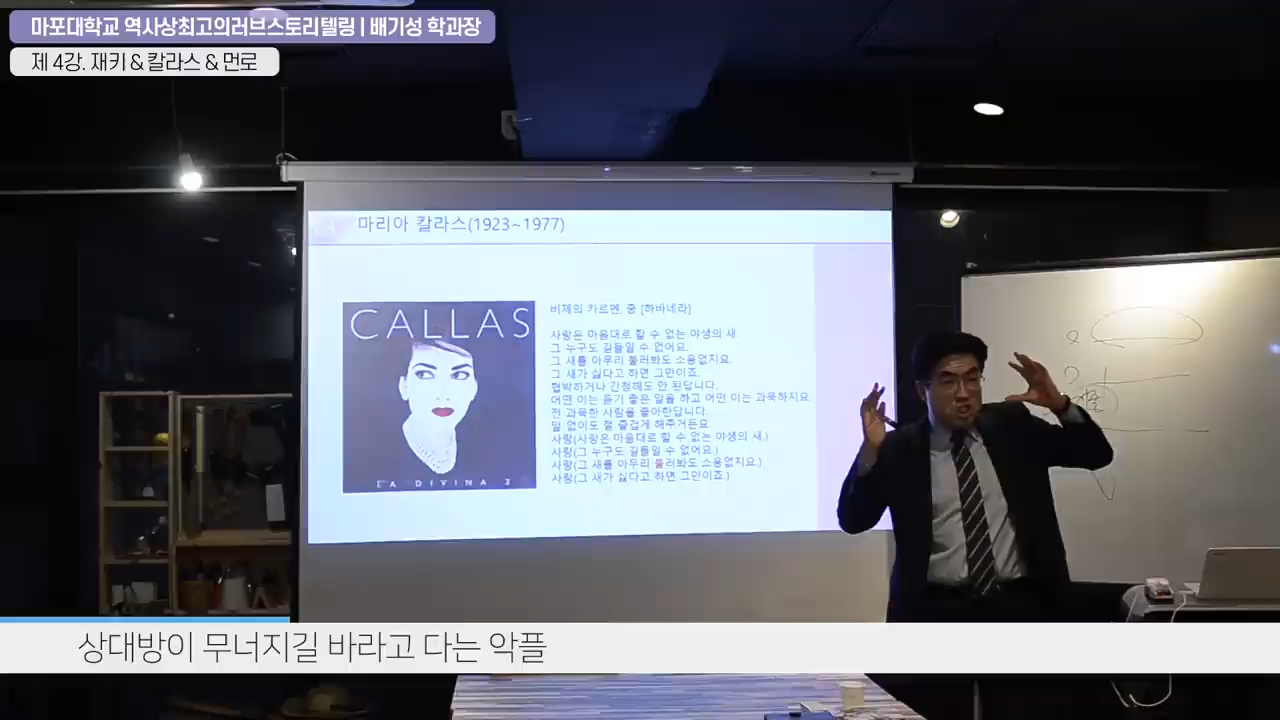 마포대학교 역사상최고의러브스토리텔링 | 배기성 학과장
제 4강. 재키 & 칼라스 & 먼로
마리아 칼라스(1923~1977)
CALLAS
LA DIVINA
비제의 카르멘, 중 [하바네라]
사랑은 마음대로 할 수 없는 야생의 새.
그 누구도 길들일 수 없어요.
그 새를 아무리 불러봐도 소용없지요.
그 새가 싫다고 하면 그만이죠.
협박하거나 간청해도 안 된답니다.
어떤 이는 듣기 좋은 말을 하고 어떤 이는 과묵하지요.
전 과묵한 사람을 좋아한답니다.
말 없이도 절 즐겁게 해주거든요.
사랑(사랑은 마음대로 할 수 없는 야생의 새.)
사랑(그 누구도 길들일 수 없어요.)
사랑(그 새를 아무리 불러봐도 소용없지요.)
사랑(그 새가 싫다고 하면 그만이죠.)
상대방이 무너지길 바라고 다는 악플